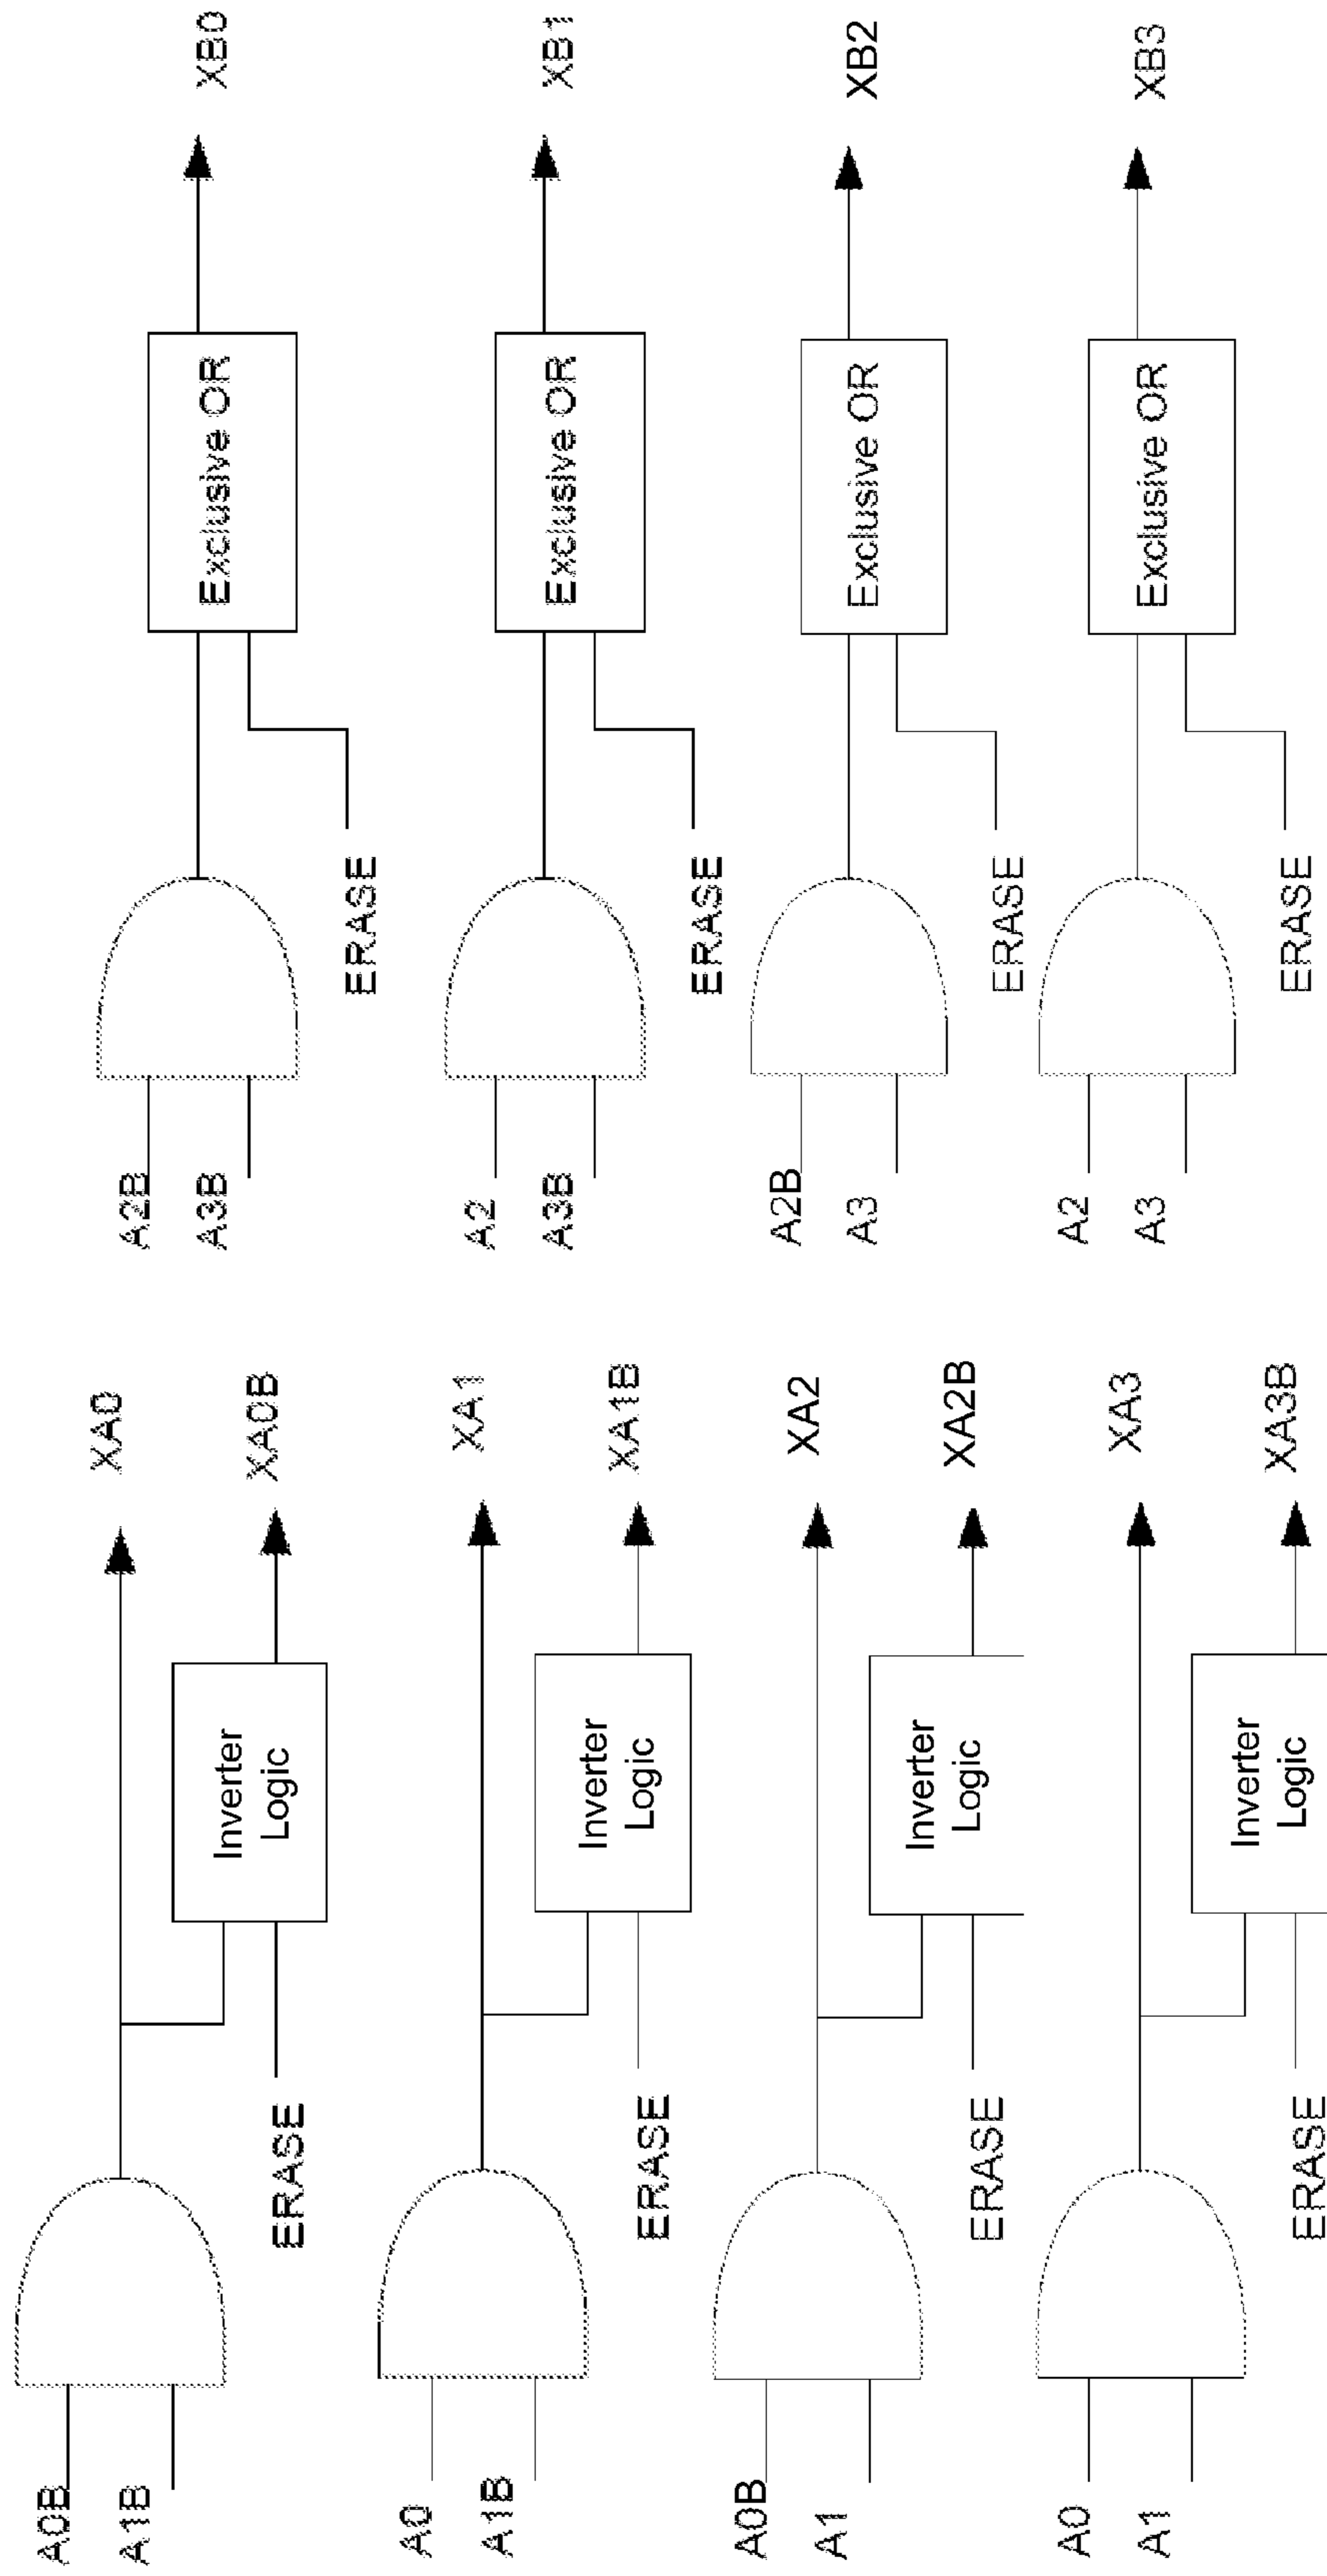 A0B
A1B
ERASE
Inverter
Logic
XA0
XA0B
A0
A1B
ERASE
Inverter
Logic
XA1
XA1B
A0B
A1
ERASE
Inverter
Logic
XA2
XA2B
A0
A1
ERASE
Inverter
Logic
XA3
XA3B
A2B
A3B
ERASE
Exclusive OR
XB0
A2
A3B
ERASE
Exclusive OR
XB1
A2B
A3
ERASE
Exclusive OR
XB2
A2
A3
ERASE
Exclusive OR
XB3